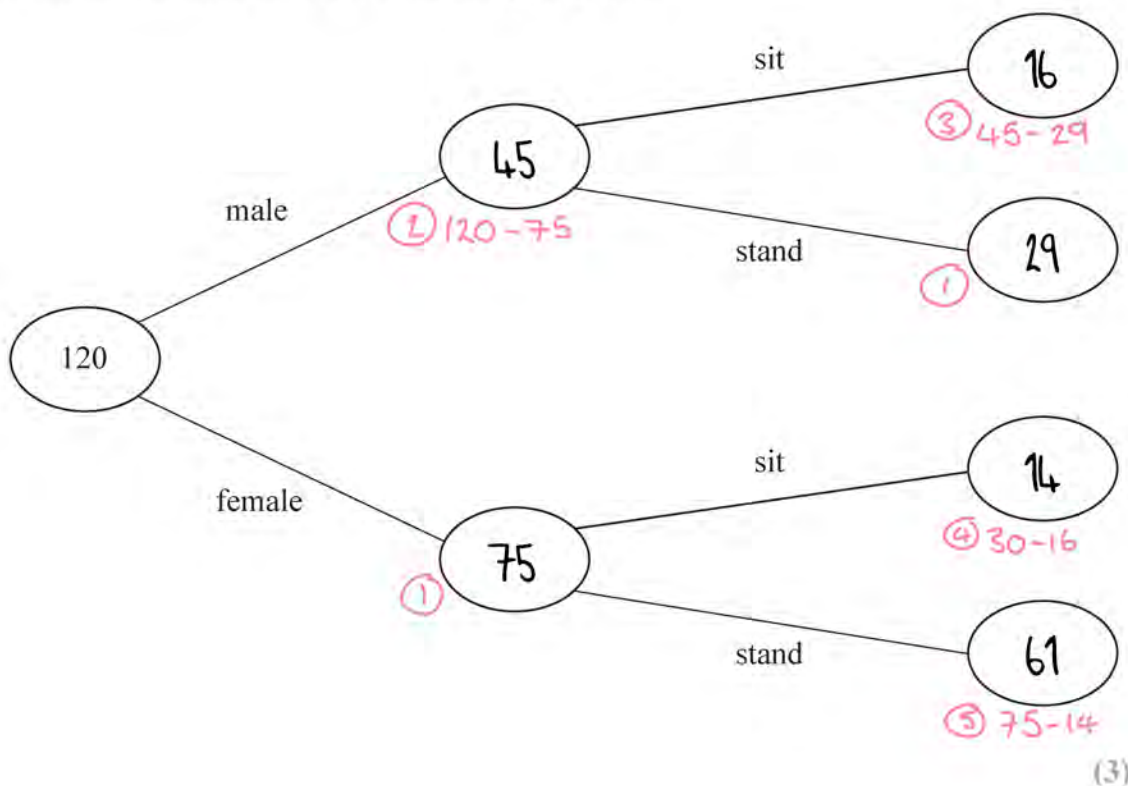 sit
16
③ 45-29
45
male
② 120-75
stand
29
①
120
sit
14
female
④ 30-16
75
①
stand
61
⑤ 75-14
(3)